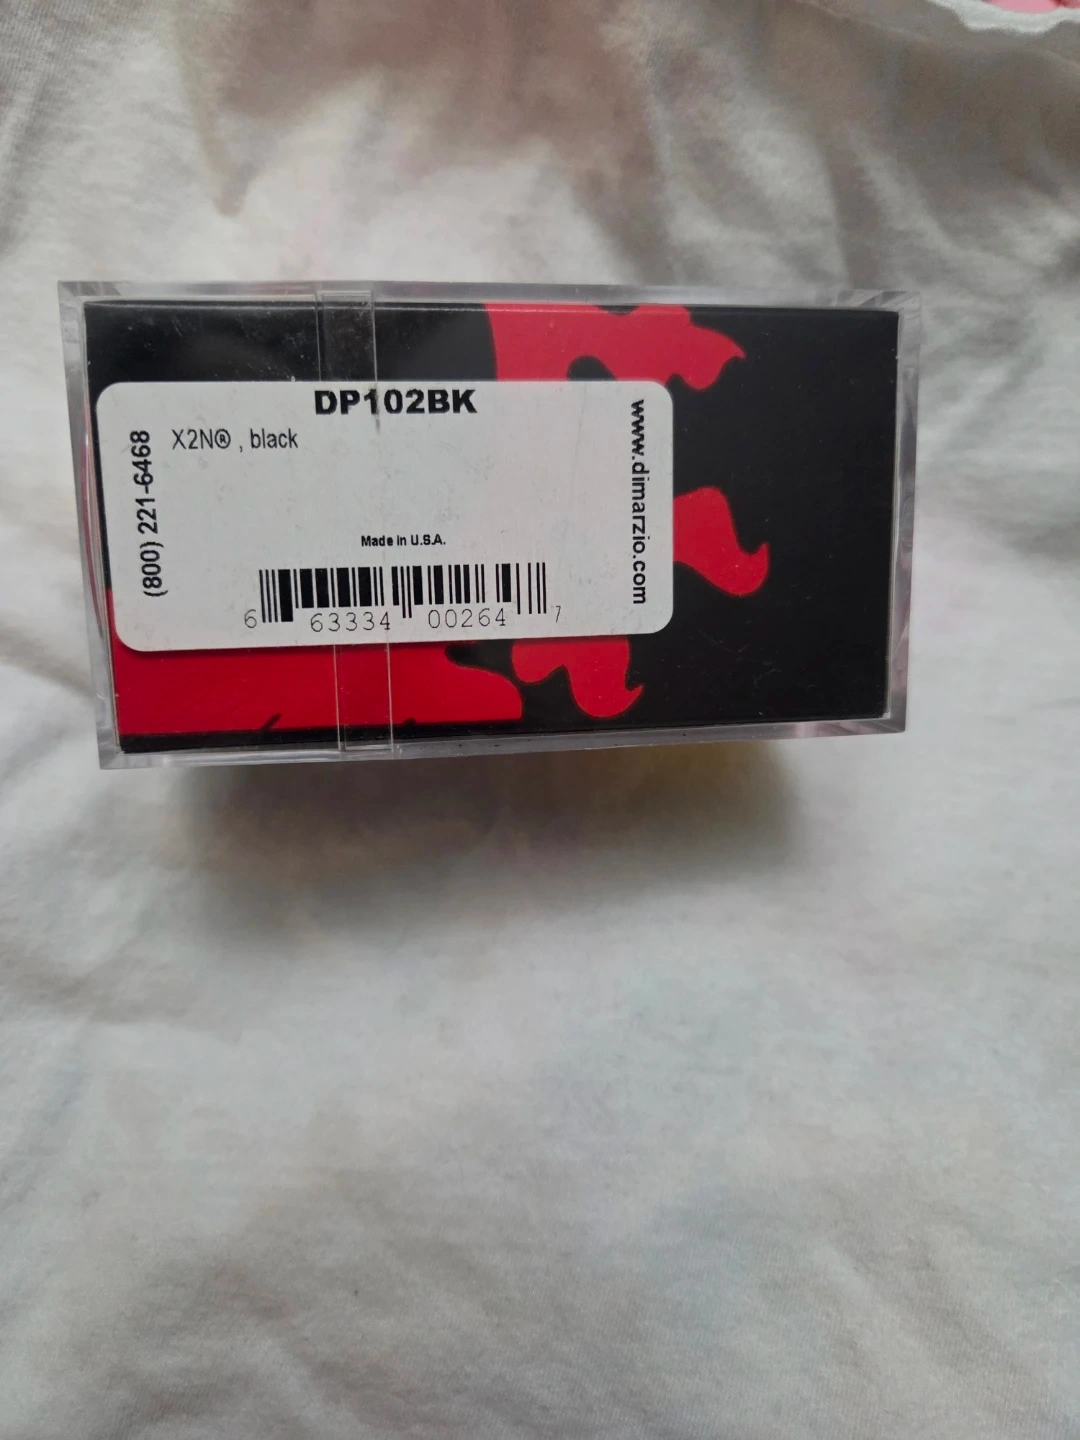 DP102BK
X2N® , black
(800) 221-6468
www.dimarzio.com
Made in U.S.A.
6 63334 00264 7